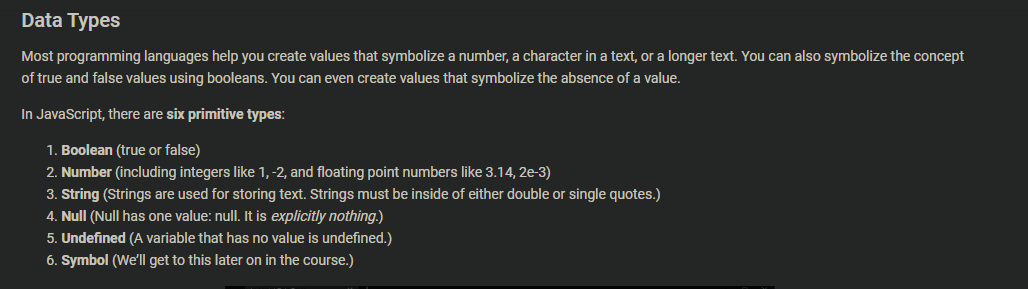 Data Types
Most programming languages help you create values that symbolize a number, a character in a text, or a longer text. You can also symbolize the concept
of true and false values using booleans. You can even create values that symbolize the absence of a value.
In JavaScript, there are six primitive types:
1. Boolean (true or false)
2. Number (including integers like 1, -2, and floating point numbers like 3.14, 2e-3)
3. String (Strings are used for storing text. Strings must be inside of either double or single quotes.)
4. Null (Null has one value: null. It is explicitly nothing.)
5. Undefined (A variable that has no value is undefined.)
6. Symbol (We’ll get to this later on in the course.)